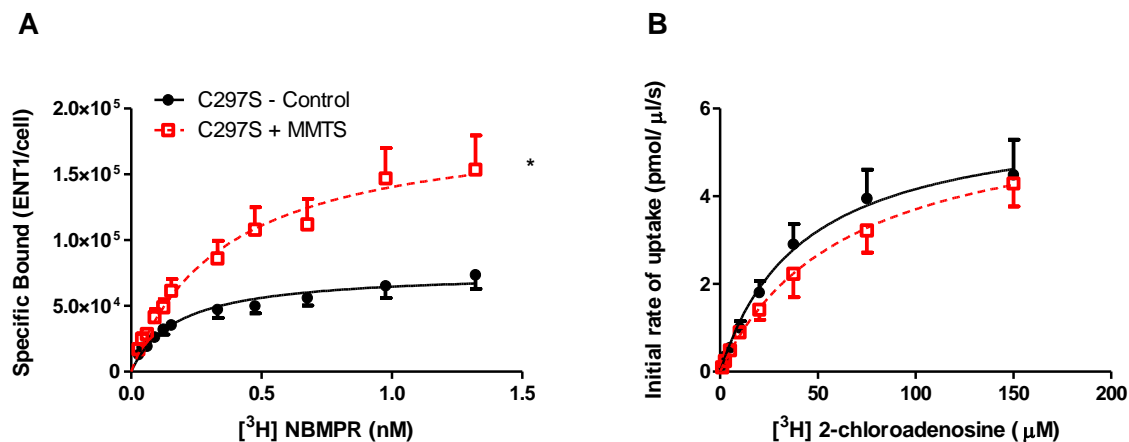 A
B
C297S - Control
C297S + MMTS
2.0×10⁵
1.5×10⁵
1.0×10⁵
5.0×10⁴
0
0.0
0.5
1.0
1.5
*
Specific Bound (ENT1/cell)
[³H] NBMPR (nM)
6
4
2
0
0
50
100
150
200
Initial rate of uptake (pmol/ μl/s)
[³H] 2-chloroadenosine ( μM)